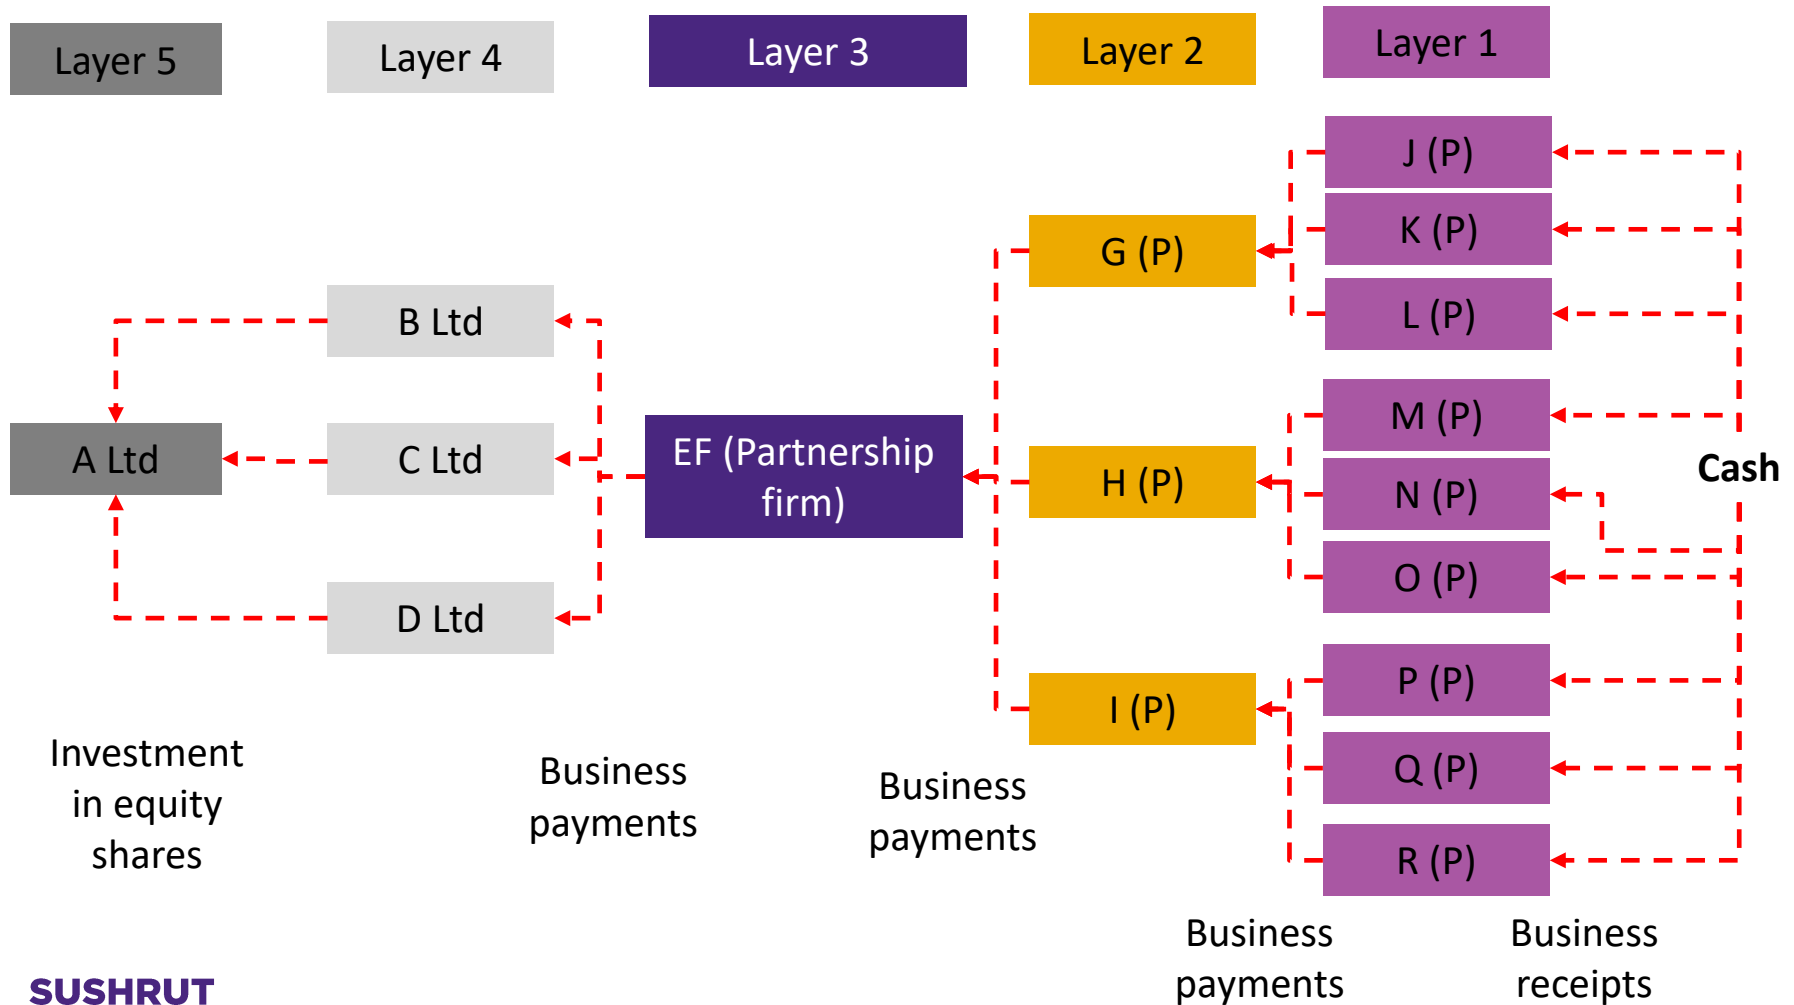 Layer 5
Layer 4
Layer 3
Layer 2
Layer 1
J (P)
K (P)
G (P)
L (P)
B Ltd
M (P)
A Ltd
C Ltd
EF (Partnership
firm)
H (P)
N (P)
Cash
O (P)
D Ltd
P (P)
I (P)
Q (P)
R (P)
Investment
in equity
shares
Business
payments
Business
payments
Business
payments
Business
receipts
SUSHRUT